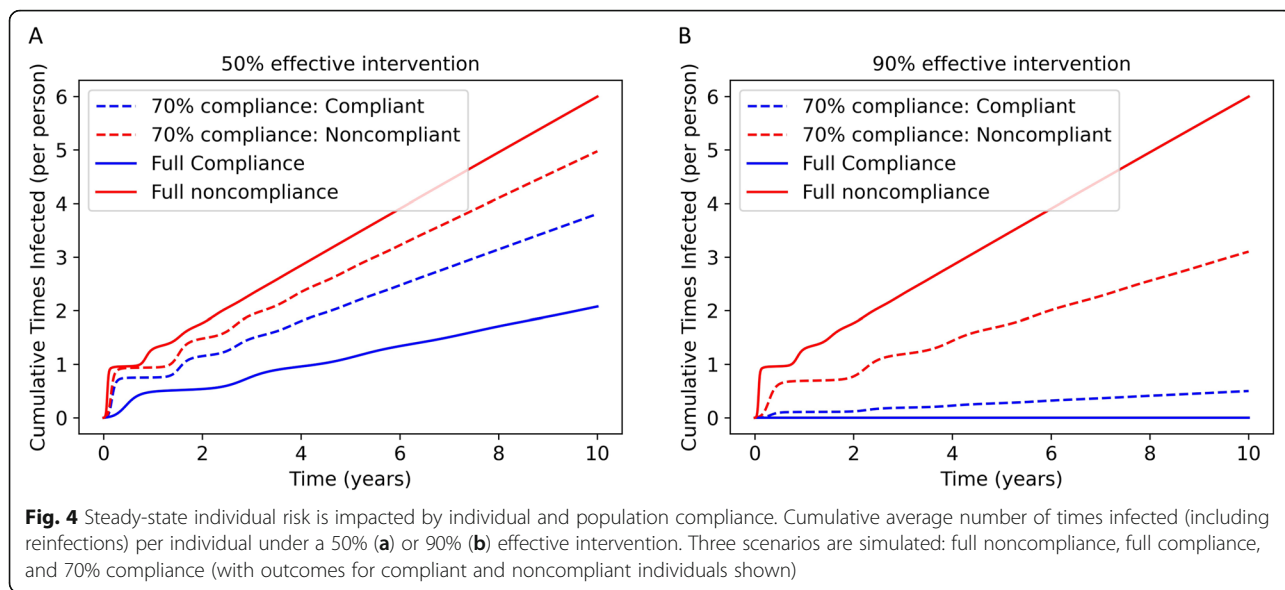 A
50% effective intervention
70% compliance: Compliant
70% compliance: Noncompliant
Full Compliance
Full noncompliance
Cumulative Times Infected (per person)
6
5
4
3
2
1
0
0 2 4 6 8 10
Time (years)
B
90% effective intervention
70% compliance: Compliant
70% compliance: Noncompliant
Full Compliance
Full noncompliance
Cumulative Times Infected (per person)
6
5
4
3
2
1
0
0 2 4 6 8 10
Time (years)
Fig. 4 Steady-state individual risk is impacted by individual and population compliance. Cumulative average number of times infected (including
reinfections) per individual under a 50% (a) or 90% (b) effective intervention. Three scenarios are simulated: full noncompliance, full compliance,
and 70% compliance (with outcomes for compliant and noncompliant individuals shown)